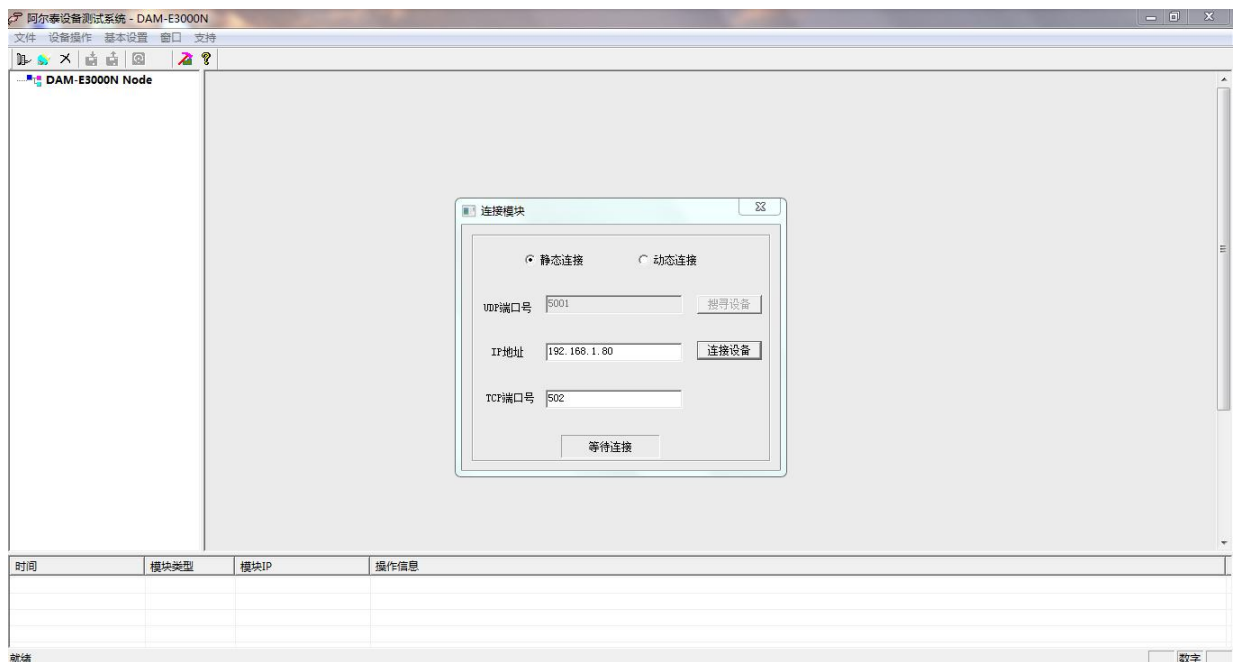 阿尔泰设备测试系统 - DAM-E3000N
文件 设备操作 基本设置 窗口 支持
DAM-E3000N Node
连接模块
静态连接 动态连接
UDP端口号 5001 搜寻设备
IP地址 192.168.1.80 连接设备
TCP端口号 502
等待连接
时间 模块类型 模块IP 操作信息
就绪 数字